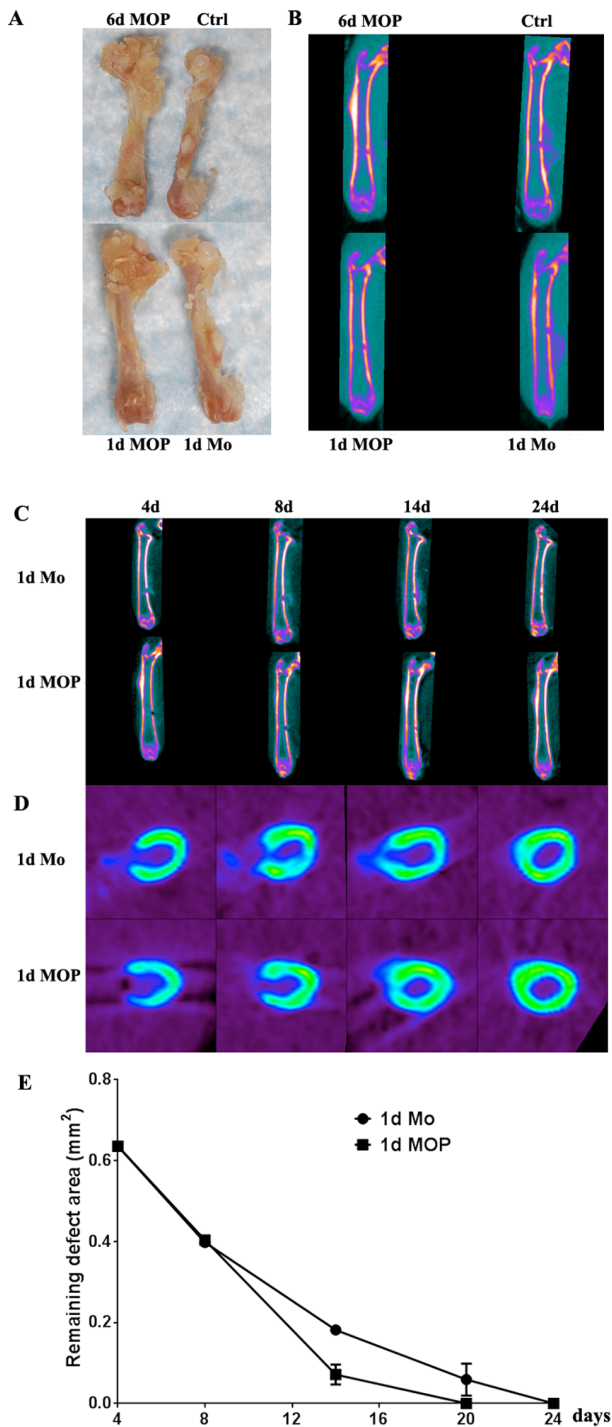 A
6d MOP Ctrl
1d MOP 1d Mo
B
6d MOP Ctrl
1d MOP 1d Mo
C
4d 8d 14d 24d
1d Mo
1d MOP
D
1d Mo
1d MOP
E
0.8
0.6
0.4
0.2
0.0
Remaining defect area (mm²)
1d Mo
1d MOP
4 8 12 16 20 24 days